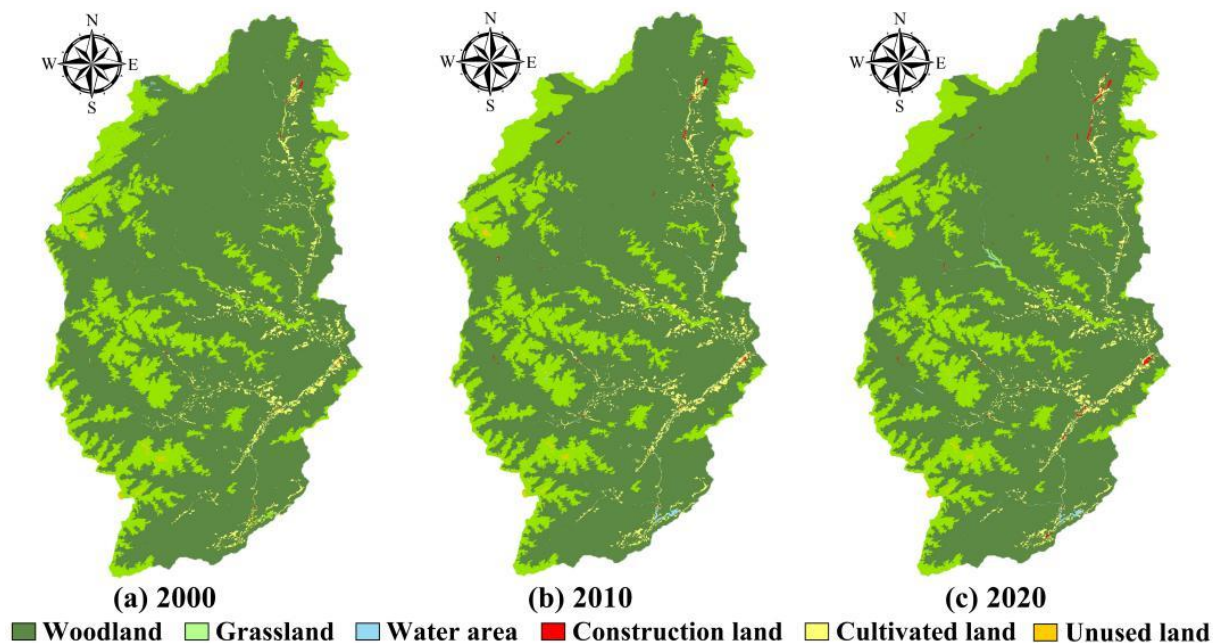 N
W E
S
N
W E
S
N
W E
S
(a) 2000 (b) 2010 (c) 2020
Woodland Grassland Water area Construction land Cultivated land Unused land